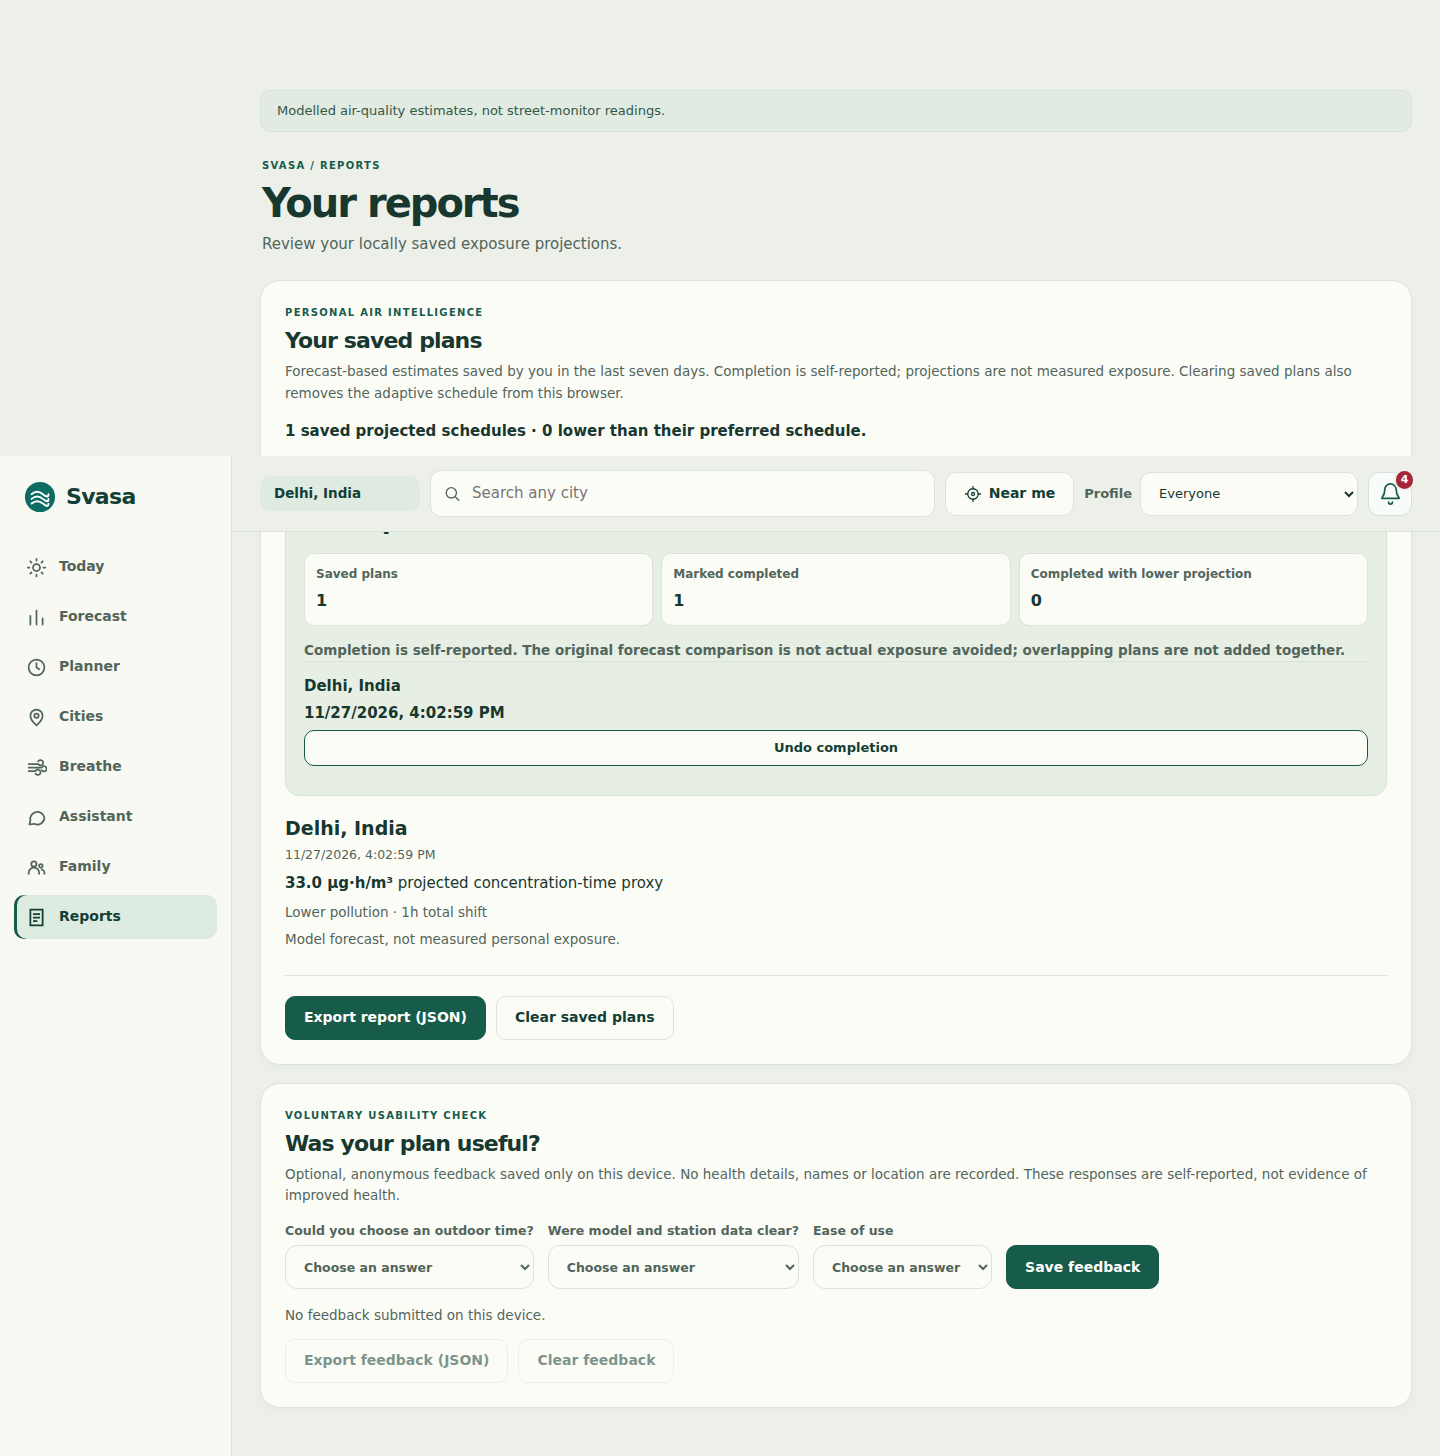 Modelled air-quality estimates, not street-monitor readings.
SVASA / REPORTS
Your reports
Review your locally saved exposure projections.
PERSONAL AIR INTELLIGENCE
Your saved plans
Forecast-based estimates saved by you in the last seven days. Completion is self-reported; projections are not measured exposure. Clearing saved plans also
removes the adaptive schedule from this browser.
1 saved projected schedules · 0 lower than their preferred schedule.
Svasa
Today
Forecast
Planner
Cities
Breathe
Assistant
Family
Reports
Delhi, India
Search any city
Near me
Profile
Everyone
4
Saved plans
1
Marked completed
1
Completed with lower projection
0
Completion is self-reported. The original forecast comparison is not actual exposure avoided; overlapping plans are not added together.
Delhi, India
11/27/2026, 4:02:59 PM
Undo completion
Delhi, India
11/27/2026, 4:02:59 PM
33.0 µg·h/m³ projected concentration-time proxy
Lower pollution · 1h total shift
Model forecast, not measured personal exposure.
Export report (JSON)
Clear saved plans
VOLUNTARY USABILITY CHECK
Was your plan useful?
Optional, anonymous feedback saved only on this device. No health details, names or location are recorded. These responses are self-reported, not evidence of
improved health.
Could you choose an outdoor time?
Choose an answer
Were model and station data clear?
Choose an answer
Ease of use
Choose an answer
Save feedback
No feedback submitted on this device.
Export feedback (JSON)
Clear feedback